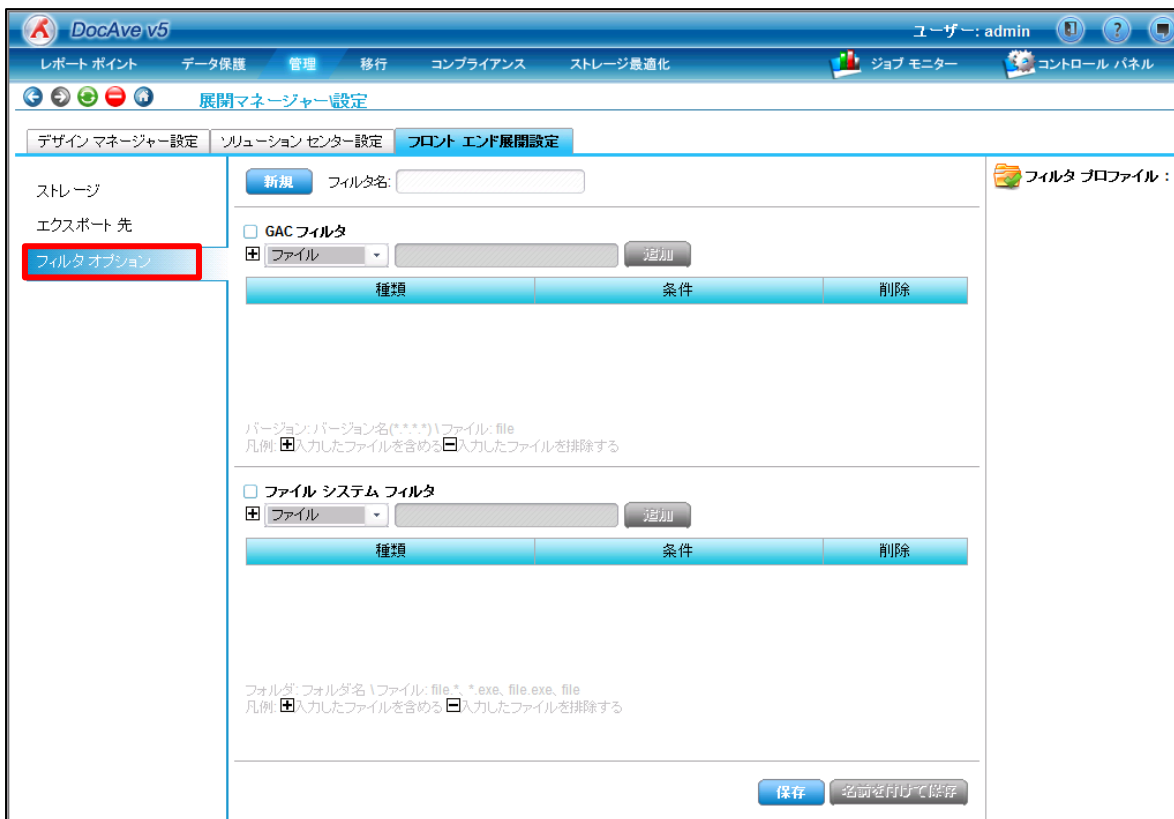 DocAve v5
ユーザー: admin
レポート ポイント データ保護 管理 移行 コンプライアンス ストレージ最適化 ジョブ モニター コントロール パネル
展開マネージャー\設定
デザイン マネージャー設定 ソリューション センター設定 フロント エンド展開設定
ストレージ
エクスポート 先
フィルタ オプション
新規 フィルタ名:
GAC フィルタ
ファイル 追加
種類 条件 削除
バージョン: バージョン名(*.*.*.*) \ ファイル: file
凡例: +入力したファイルを含める -入力したファイルを排除する
ファイル システム フィルタ
ファイル 追加
種類 条件 削除
フォルダ: フォルダ名 \ ファイル: file.*、*.exe、file.exe、file
凡例: +入力したファイルを含める -入力したファイルを排除する
保存 名前を付けて保存
フィルタ プロファイル :